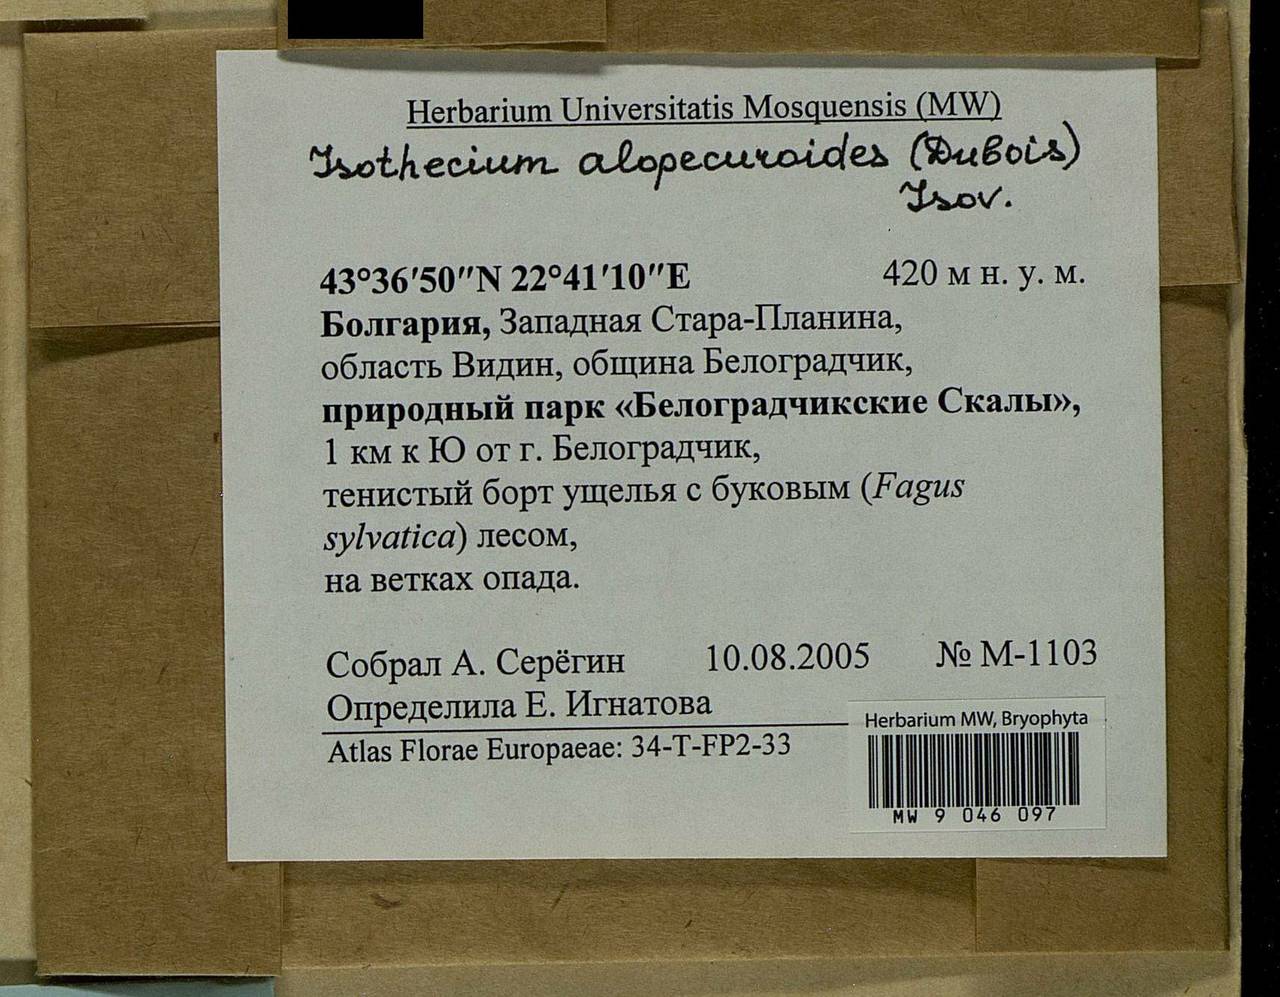 Herbarium Universitatis Mosquensis (MW)
Isothecium alopecuroides (Dubois)
Isov.
43°36′50″N 22°41′10″E 420 м н. у. м.
Болгария, Западная Стара-Планина,
область Видин, община Белоградчик,
природный парк «Белоградчикские Скалы»,
1 км к Ю от г. Белоградчик,
тенистый борт ущелья с буковым (Fagus
sylvatica) лесом,
на ветках опада.
Собрал А. Серёгин 10.08.2005 № М-1103
Определила Е. Игнатова
Atlas Florae Europaeae: 34-T-FP2-33
Herbarium MW, Bryophyta
MW 9 046 097